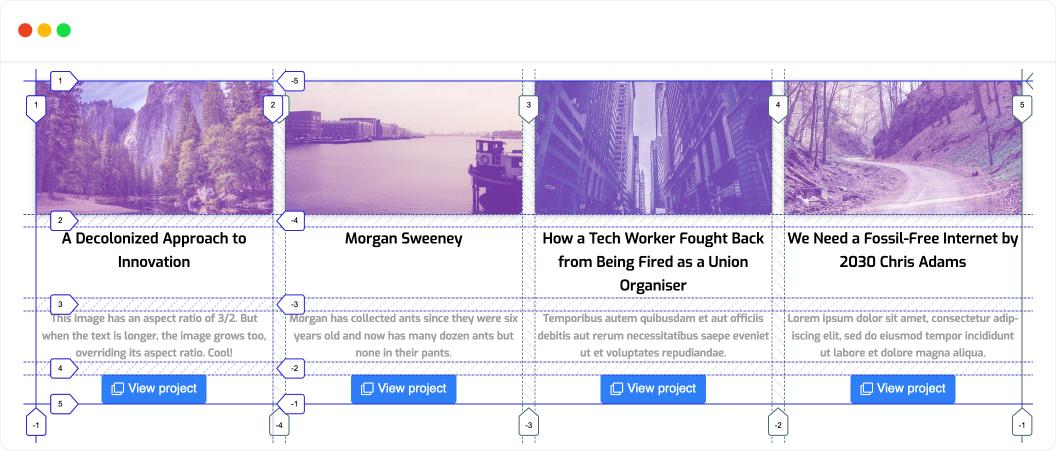 1
-5
1
2
3
4
5
2
-4
A Decolonized Approach to
Innovation
Morgan Sweeney
How a Tech Worker Fought Back
from Being Fired as a Union
Organiser
We Need a Fossil-Free Internet by
2030 Chris Adams
3
-3
This image has an aspect ratio of 3/2. But
when the text is longer, the image grows too,
overriding its aspect ratio. Cool!
Morgan has collected ants since they were six
years old and now has many dozen ants but
none in their pants.
Temporibus autem quibusdam et aut officiis
debitis aut rerum necessitatibus saepe eveniet
ut et voluptates repudiandae.
Lorem ipsum dolor sit amet, consectetur adip-
iscing elit, sed do eiusmod tempor incididunt
ut labore et dolore magna aliqua.
4
-2
View project
View project
View project
View project
5
-1
-1
-4
-3
-2
-1